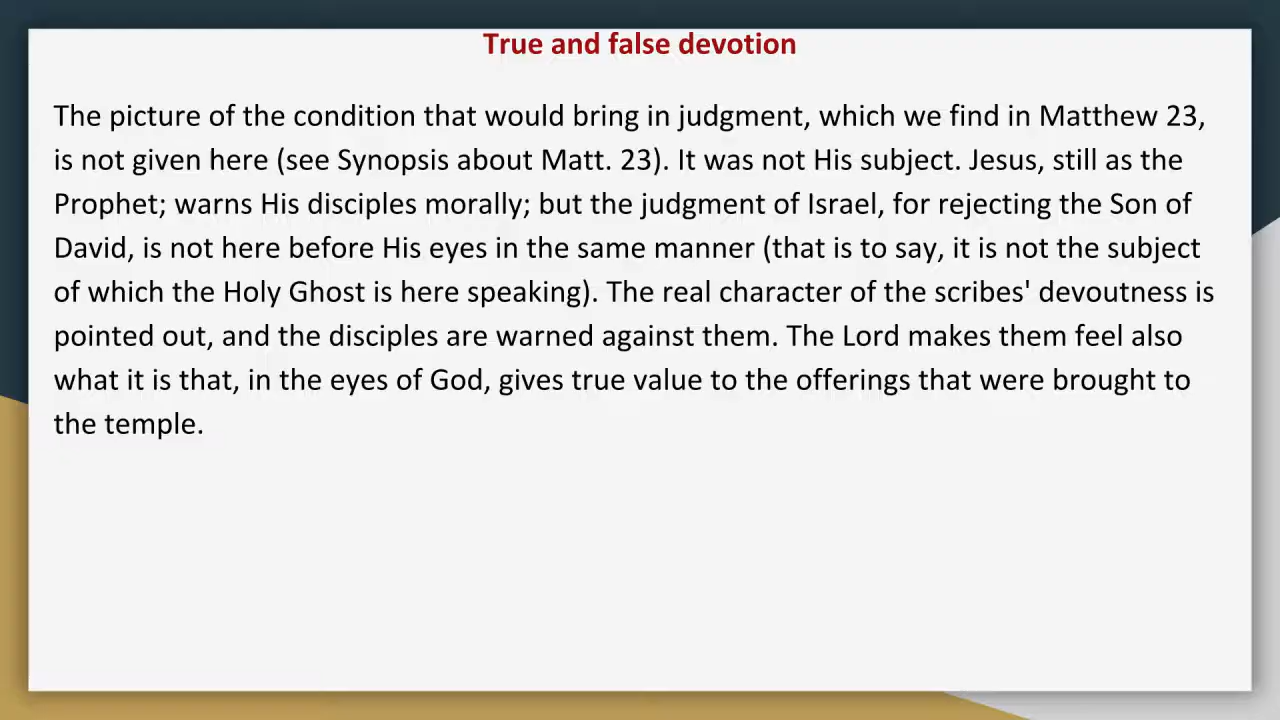 True and false devotion
The picture of the condition that would bring in judgment, which we find in Matthew 23,
is not given here (see Synopsis about Matt. 23). It was not His subject. Jesus, still as the
Prophet; warns His disciples morally; but the judgment of Israel, for rejecting the Son of
David, is not here before His eyes in the same manner (that is to say, it is not the subject
of which the Holy Ghost is here speaking). The real character of the scribes' devoutness is
pointed out, and the disciples are warned against them. The Lord makes them feel also
what it is that, in the eyes of God, gives true value to the offerings that were brought to
the temple.